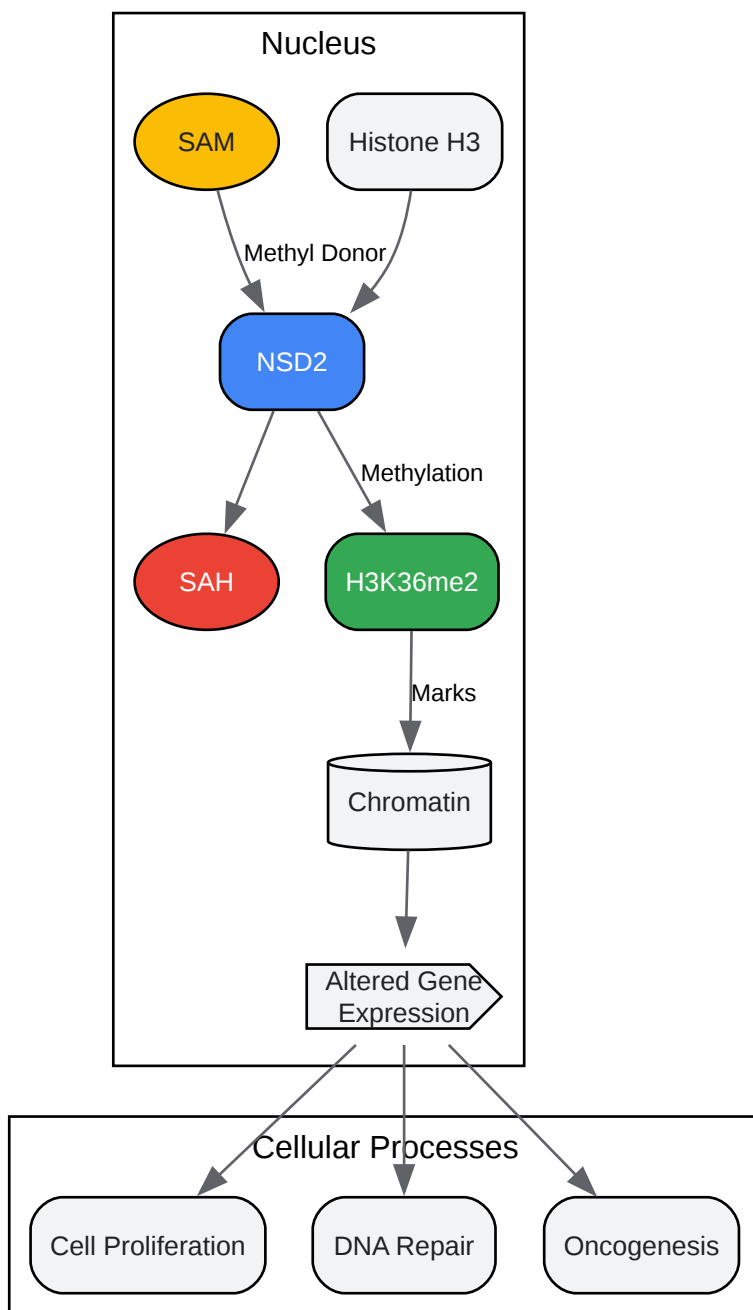 Nucleus
SAM
Histone H3
Methyl Donor
NSD2
Methylation
SAH
H3K36me2
Marks
Chromatin
Altered Gene
Expression
Cellular Processes
Cell Proliferation
DNA Repair
Oncogenesis